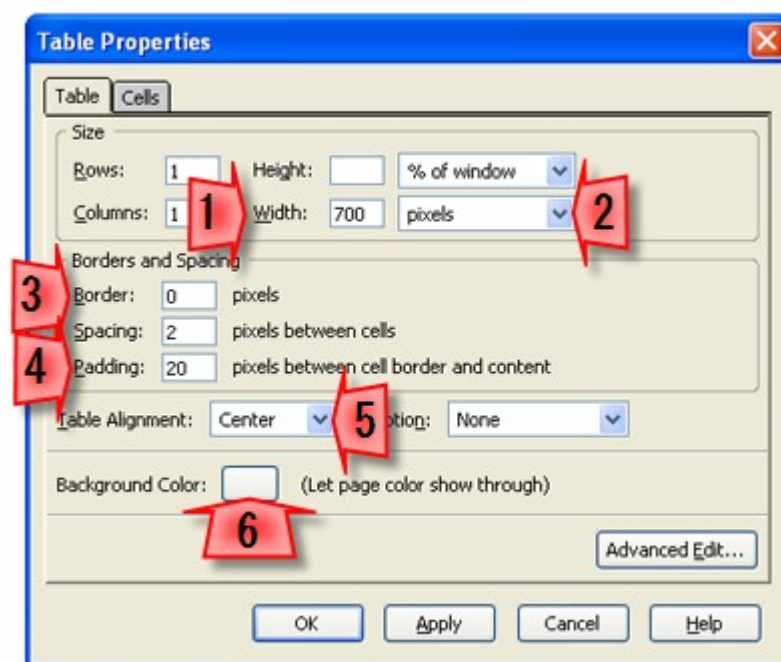 Table Properties
Table Cells
Size
Rows: 1 Height: % of window
Columns: 1 1 Width: 700 pixels 2
Borders and Spacing
3 Border: 0 pixels
Spacing: 2 pixels between cells
4 Padding: 20 pixels between cell border and content
Table Alignment: Center 5 None
Background Color: (Let page color show through)
6
Advanced Edit...
OK Apply Cancel Help